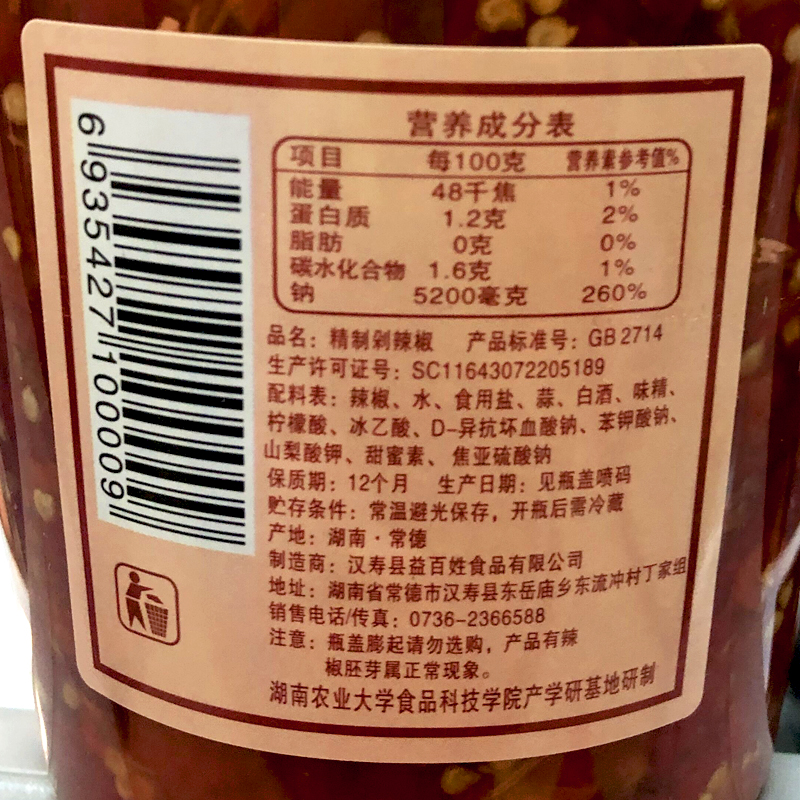 营养成分表
项目 每100克 营养素参考值%
能量 48千焦 1%
蛋白质 1.2克 2%
脂肪 0克 0%
碳水化合物 1.6克 1%
钠 5200毫克 260%
品名：精制剁辣椒 产品标准号：GB 2714
生产许可证号：SC11643072205189
配料表：辣椒、水、食用盐、蒜、白酒、味精、
柠檬酸、冰乙酸、D-异抗坏血酸钠、苯钾酸钠、
山梨酸钾、甜蜜素、焦亚硫酸钠
保质期：12个月 生产日期：见瓶盖喷码
贮存条件：常温避光保存，开瓶后需冷藏
产地：湖南·常德
制造商：汉寿县益百姓食品有限公司
地址：湖南省常德市汉寿县东岳庙乡东流冲村丁家组
销售电话/传真：0736-2366588
注意：瓶盖膨起请勿选购，产品有辣
椒胚芽属正常现象。
湖南农业大学食品科技学院产学研基地研制
6935427100009